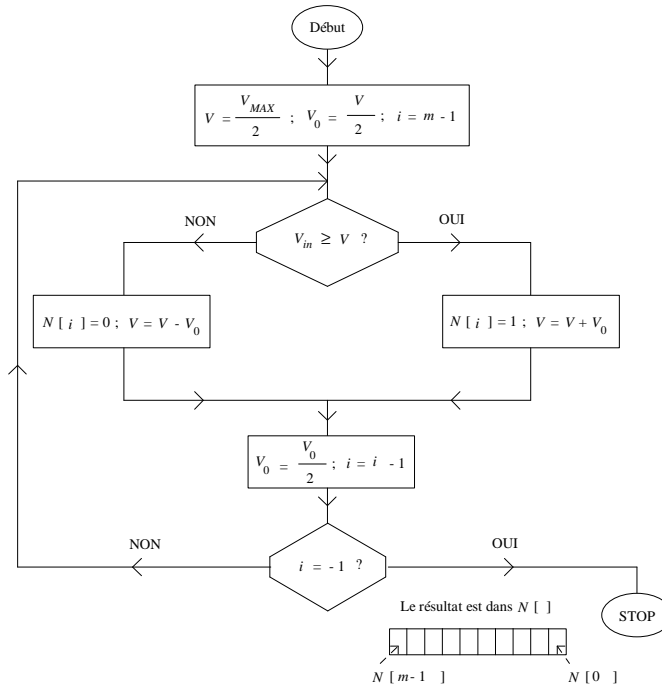 Début
V = V_MAX / 2 ; V_0 = V / 2 ; i = m - 1
NON
OUI
V_in ≥ V ?
N [ i ] = 0 ; V = V - V_0
N [ i ] = 1 ; V = V + V_0
V_0 = V_0 / 2 ; i = i - 1
NON
OUI
i = - 1 ?
STOP
Le résultat est dans N [ ]
N [ m - 1 ]
N [ 0 ]